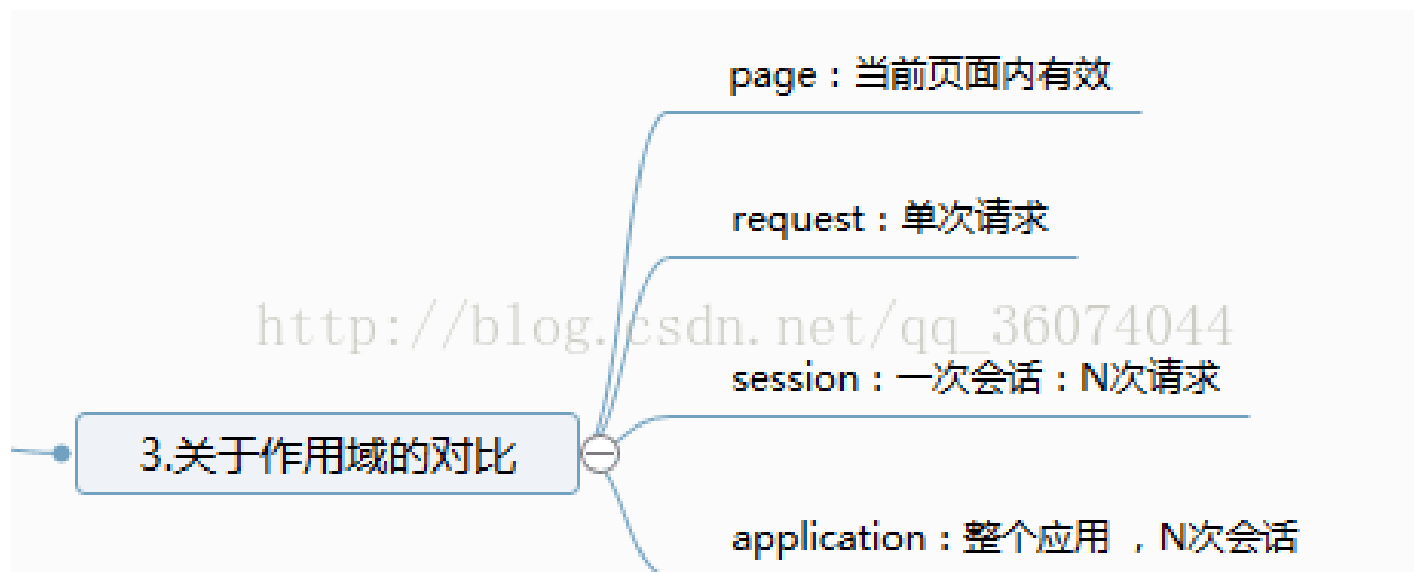 page：当前页面内有效
request：单次请求
http://blog.csdn.net/qq_36074044
session：一次会话：N次请求
3.关于作用域的对比
application：整个应用 ，N次会话